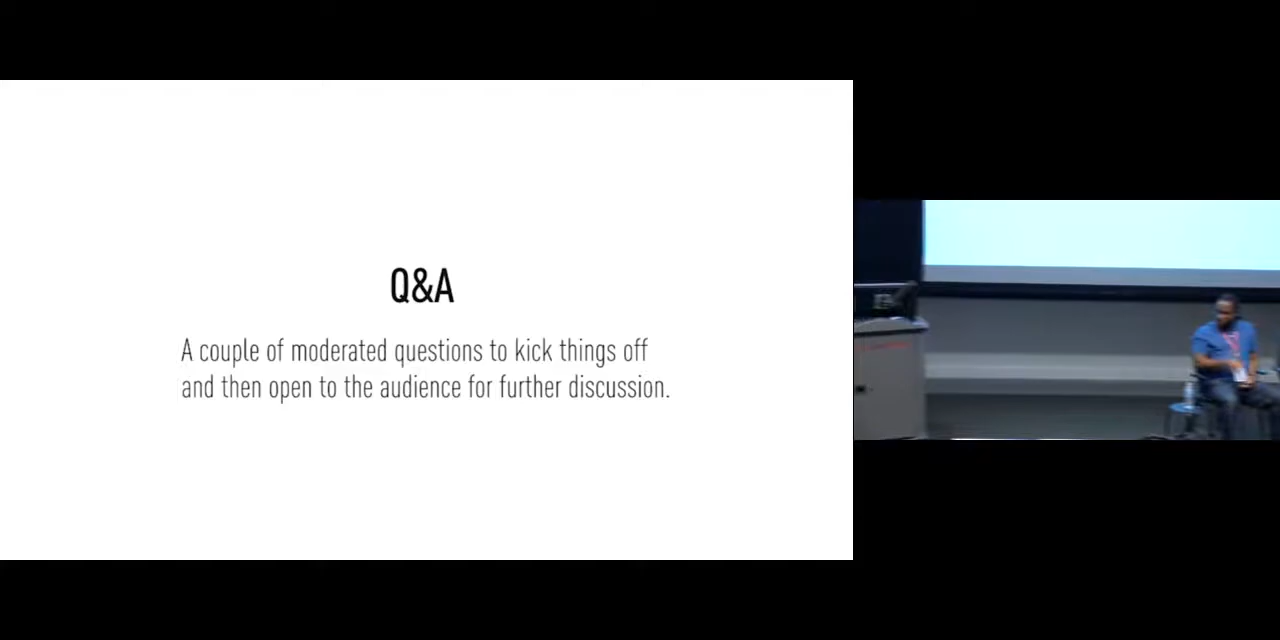 Q&A
A couple of moderated questions to kick things off
and then open to the audience for further discussion.